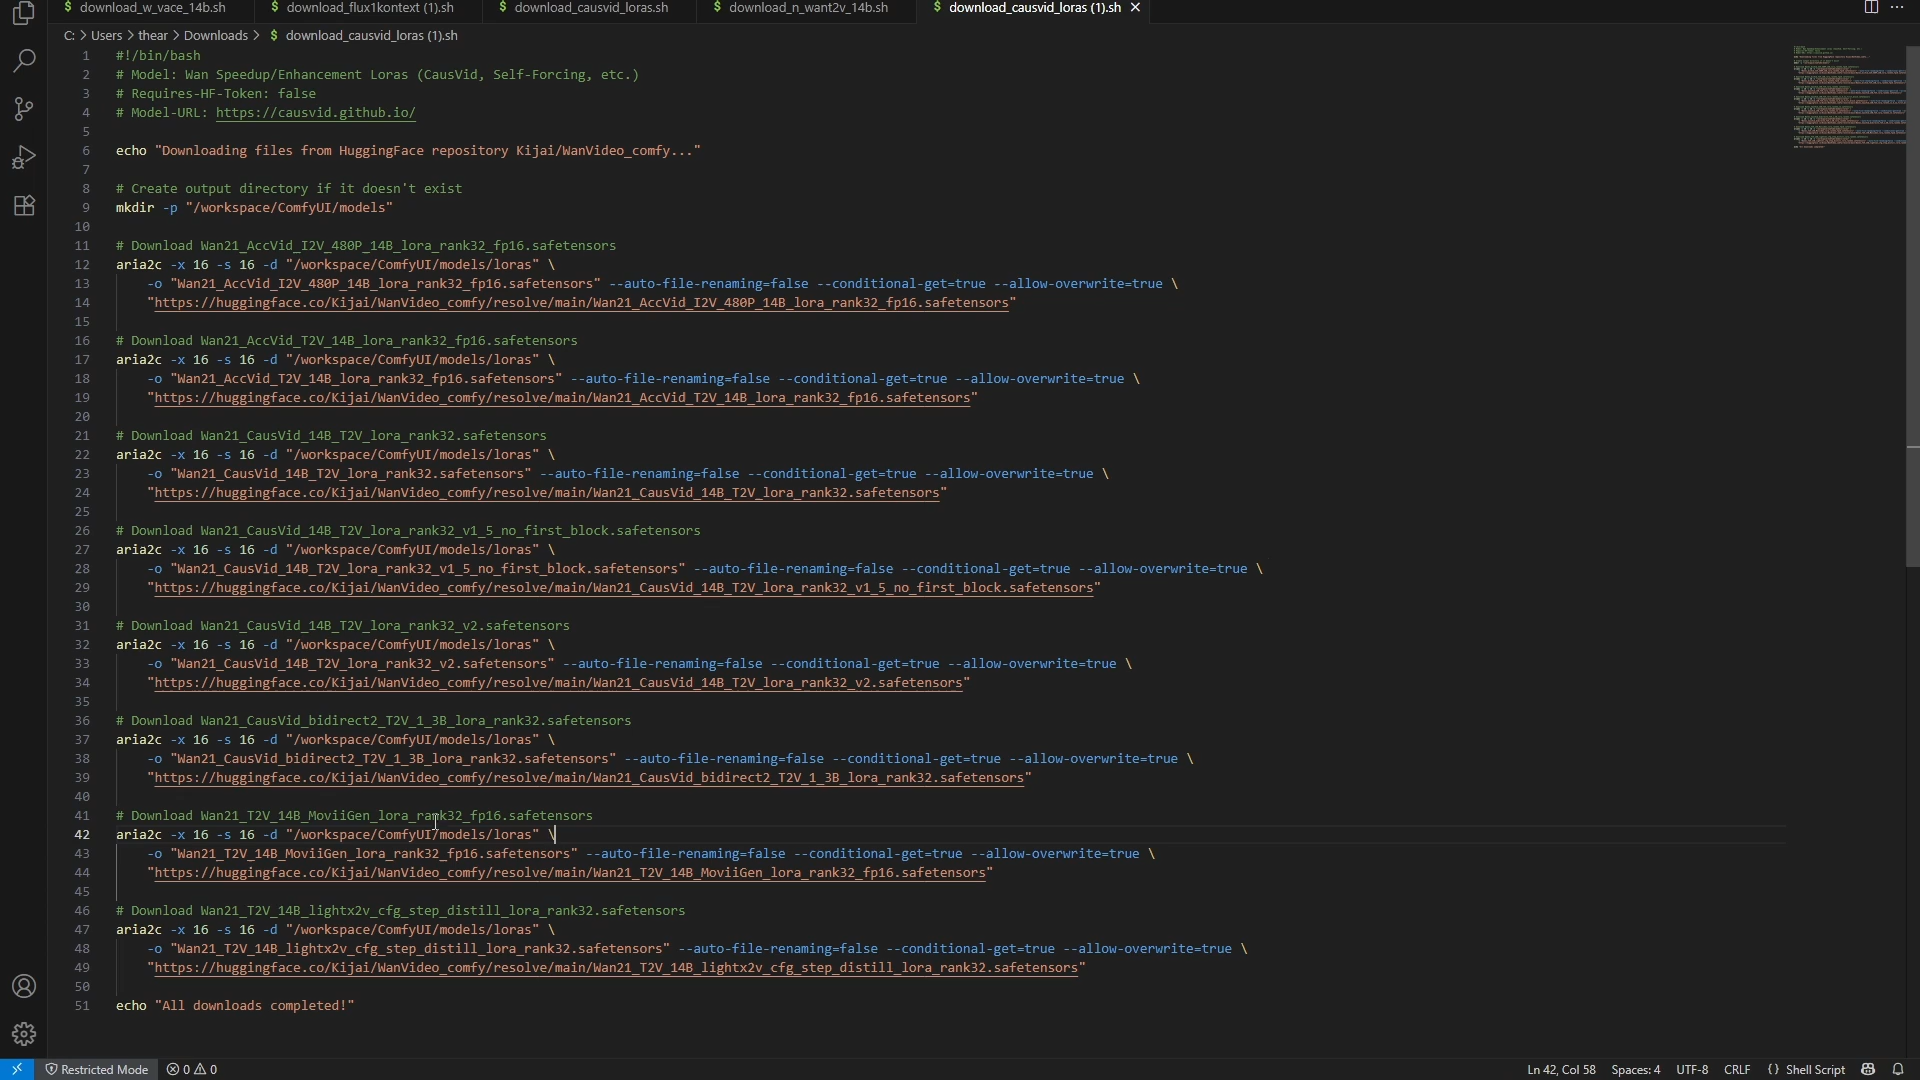 download_w_vace_14b.sh
download_flux1kontext (1).sh
download_causvid_loras.sh
download_n_want2v_14b.sh
download_causvid_loras (1).sh
C: > Users > thear > Downloads > $ download_causvid_loras (1).sh
1 #!/bin/bash
2 # Model: Wan Speedup/Enhancement Loras (CausVid, Self-Forcing, etc.)
3 # Requires-HF-Token: false
4 # Model-URL: https://causvid.github.io/
5
6 echo "Downloading files from HuggingFace repository Kijai/WanVideo_comfy..."
7
8 # Create output directory if it doesn't exist
9 mkdir -p "/workspace/ComfyUI/models"
10
11 # Download Wan21_AccVid_I2V_480P_14B_lora_rank32_fp16.safetensors
12 aria2c -x 16 -s 16 -d "/workspace/ComfyUI/models/loras" \
13 -o "Wan21_AccVid_I2V_480P_14B_lora_rank32_fp16.safetensors" --auto-file-renaming=false --conditional-get=true --allow-overwrite=true \
14 "https://huggingface.co/Kijai/WanVideo_comfy/resolve/main/Wan21_AccVid_I2V_480P_14B_lora_rank32_fp16.safetensors"
15
16 # Download Wan21_AccVid_T2V_14B_lora_rank32_fp16.safetensors
17 aria2c -x 16 -s 16 -d "/workspace/ComfyUI/models/loras" \
18 -o "Wan21_AccVid_T2V_14B_lora_rank32_fp16.safetensors" --auto-file-renaming=false --conditional-get=true --allow-overwrite=true \
19 "https://huggingface.co/Kijai/WanVideo_comfy/resolve/main/Wan21_AccVid_T2V_14B_lora_rank32_fp16.safetensors"
20
21 # Download Wan21_CausVid_14B_T2V_lora_rank32.safetensors
22 aria2c -x 16 -s 16 -d "/workspace/ComfyUI/models/loras" \
23 -o "Wan21_CausVid_14B_T2V_lora_rank32.safetensors" --auto-file-renaming=false --conditional-get=true --allow-overwrite=true \
24 "https://huggingface.co/Kijai/WanVideo_comfy/resolve/main/Wan21_CausVid_14B_T2V_lora_rank32.safetensors"
25
26 # Download Wan21_CausVid_14B_T2V_lora_rank32_v1_5_no_first_block.safetensors
27 aria2c -x 16 -s 16 -d "/workspace/ComfyUI/models/loras" \
28 -o "Wan21_CausVid_14B_T2V_lora_rank32_v1_5_no_first_block.safetensors" --auto-file-renaming=false --conditional-get=true --allow-overwrite=true \
29 "https://huggingface.co/Kijai/WanVideo_comfy/resolve/main/Wan21_CausVid_14B_T2V_lora_rank32_v1_5_no_first_block.safetensors"
30
31 # Download Wan21_CausVid_14B_T2V_lora_rank32_v2.safetensors
32 aria2c -x 16 -s 16 -d "/workspace/ComfyUI/models/loras" \
33 -o "Wan21_CausVid_14B_T2V_lora_rank32_v2.safetensors" --auto-file-renaming=false --conditional-get=true --allow-overwrite=true \
34 "https://huggingface.co/Kijai/WanVideo_comfy/resolve/main/Wan21_CausVid_14B_T2V_lora_rank32_v2.safetensors"
35
36 # Download Wan21_CausVid_bidirect2_T2V_1_3B_lora_rank32.safetensors
37 aria2c -x 16 -s 16 -d "/workspace/ComfyUI/models/loras" \
38 -o "Wan21_CausVid_bidirect2_T2V_1_3B_lora_rank32.safetensors" --auto-file-renaming=false --conditional-get=true --allow-overwrite=true \
39 "https://huggingface.co/Kijai/WanVideo_comfy/resolve/main/Wan21_CausVid_bidirect2_T2V_1_3B_lora_rank32.safetensors"
40
41 # Download Wan21_T2V_14B_MoviiGen_lora_rank32_fp16.safetensors
42 aria2c -x 16 -s 16 -d "/workspace/ComfyUI/models/loras" \
43 -o "Wan21_T2V_14B_MoviiGen_lora_rank32_fp16.safetensors" --auto-file-renaming=false --conditional-get=true --allow-overwrite=true \
44 "https://huggingface.co/Kijai/WanVideo_comfy/resolve/main/Wan21_T2V_14B_MoviiGen_lora_rank32_fp16.safetensors"
45
46 # Download Wan21_T2V_14B_lightx2v_cfg_step_distill_lora_rank32.safetensors
47 aria2c -x 16 -s 16 -d "/workspace/ComfyUI/models/loras" \
48 -o "Wan21_T2V_14B_lightx2v_cfg_step_distill_lora_rank32.safetensors" --auto-file-renaming=false --conditional-get=true --allow-overwrite=true \
49 "https://huggingface.co/Kijai/WanVideo_comfy/resolve/main/Wan21_T2V_14B_lightx2v_cfg_step_distill_lora_rank32.safetensors"
50
51 echo "All downloads completed!"
Restricted Mode 0 0 Ln 42, Col 58 Spaces: 4 UTF-8 CRLF {} Shell Script